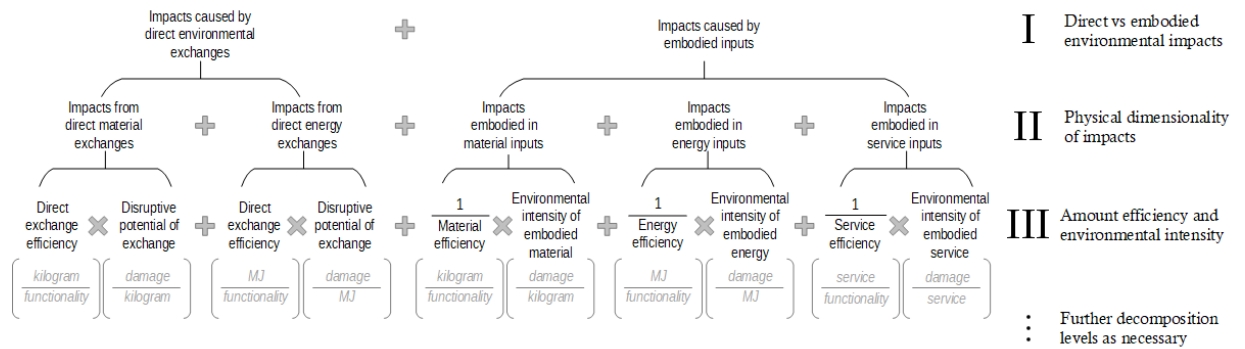 Impacts caused by
direct environmental
exchanges
+
Impacts caused by
embodied inputs
I
Direct vs embodied
environmental impacts
Impacts from
direct material
exchanges
+
Impacts from
direct energy
exchanges
+
Impacts
embodied in
material inputs
+
Impacts
embodied in
energy inputs
+
Impacts
embodied in
service inputs
II
Physical dimensionality
of impacts
Direct
exchange
efficiency
×
Disruptive
potential of
exchange
+
Direct
exchange
efficiency
×
Disruptive
potential of
exchange
+
1
Material
efficiency
×
Environmental
intensity of
embodied
material
+
1
Energy
efficiency
×
Environmental
intensity of
embodied
energy
+
1
Service
efficiency
×
Environmental
intensity of
embodied
service
III
Amount efficiency and
environmental intensity
kilogram
functionality
damage
kilogram
MJ
functionality
damage
MJ
kilogram
functionality
damage
kilogram
MJ
functionality
damage
MJ
service
functionality
damage
service
⋮
Further decomposition
levels as necessary